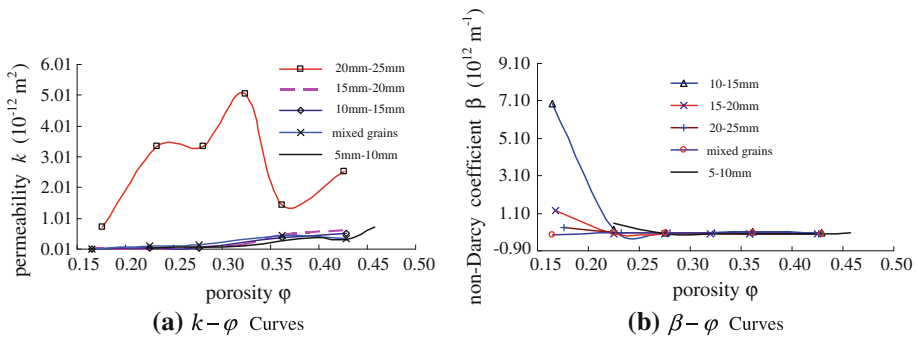 permeability k (10⁻¹² m²)
6.01
5.01
4.01
3.01
2.01
1.01
0.01
0.15 0.20 0.25 0.30 0.35 0.40 0.45 0.50
porosity φ
20mm-25mm
15mm-20mm
10mm-15mm
mixed grains
5mm-10mm
(a) k–φ Curves
non-Darcy coefficient β (10¹² m⁻¹)
9.10
7.10
5.10
3.10
1.10
-0.90
0.15 0.20 0.25 0.30 0.35 0.40 0.45 0.50
porosity φ
10-15mm
15-20mm
20-25mm
mixed grains
5-10mm
(b) β–φ Curves